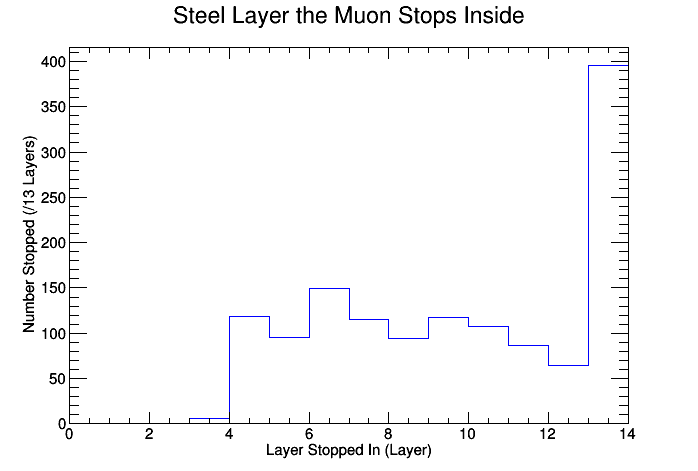 Steel Layer the Muon Stops Inside
Number Stopped (/13 Layers)
400
350
300
250
200
150
100
50
0
0 2 4 6 8 10 12 14
Layer Stopped In (Layer)